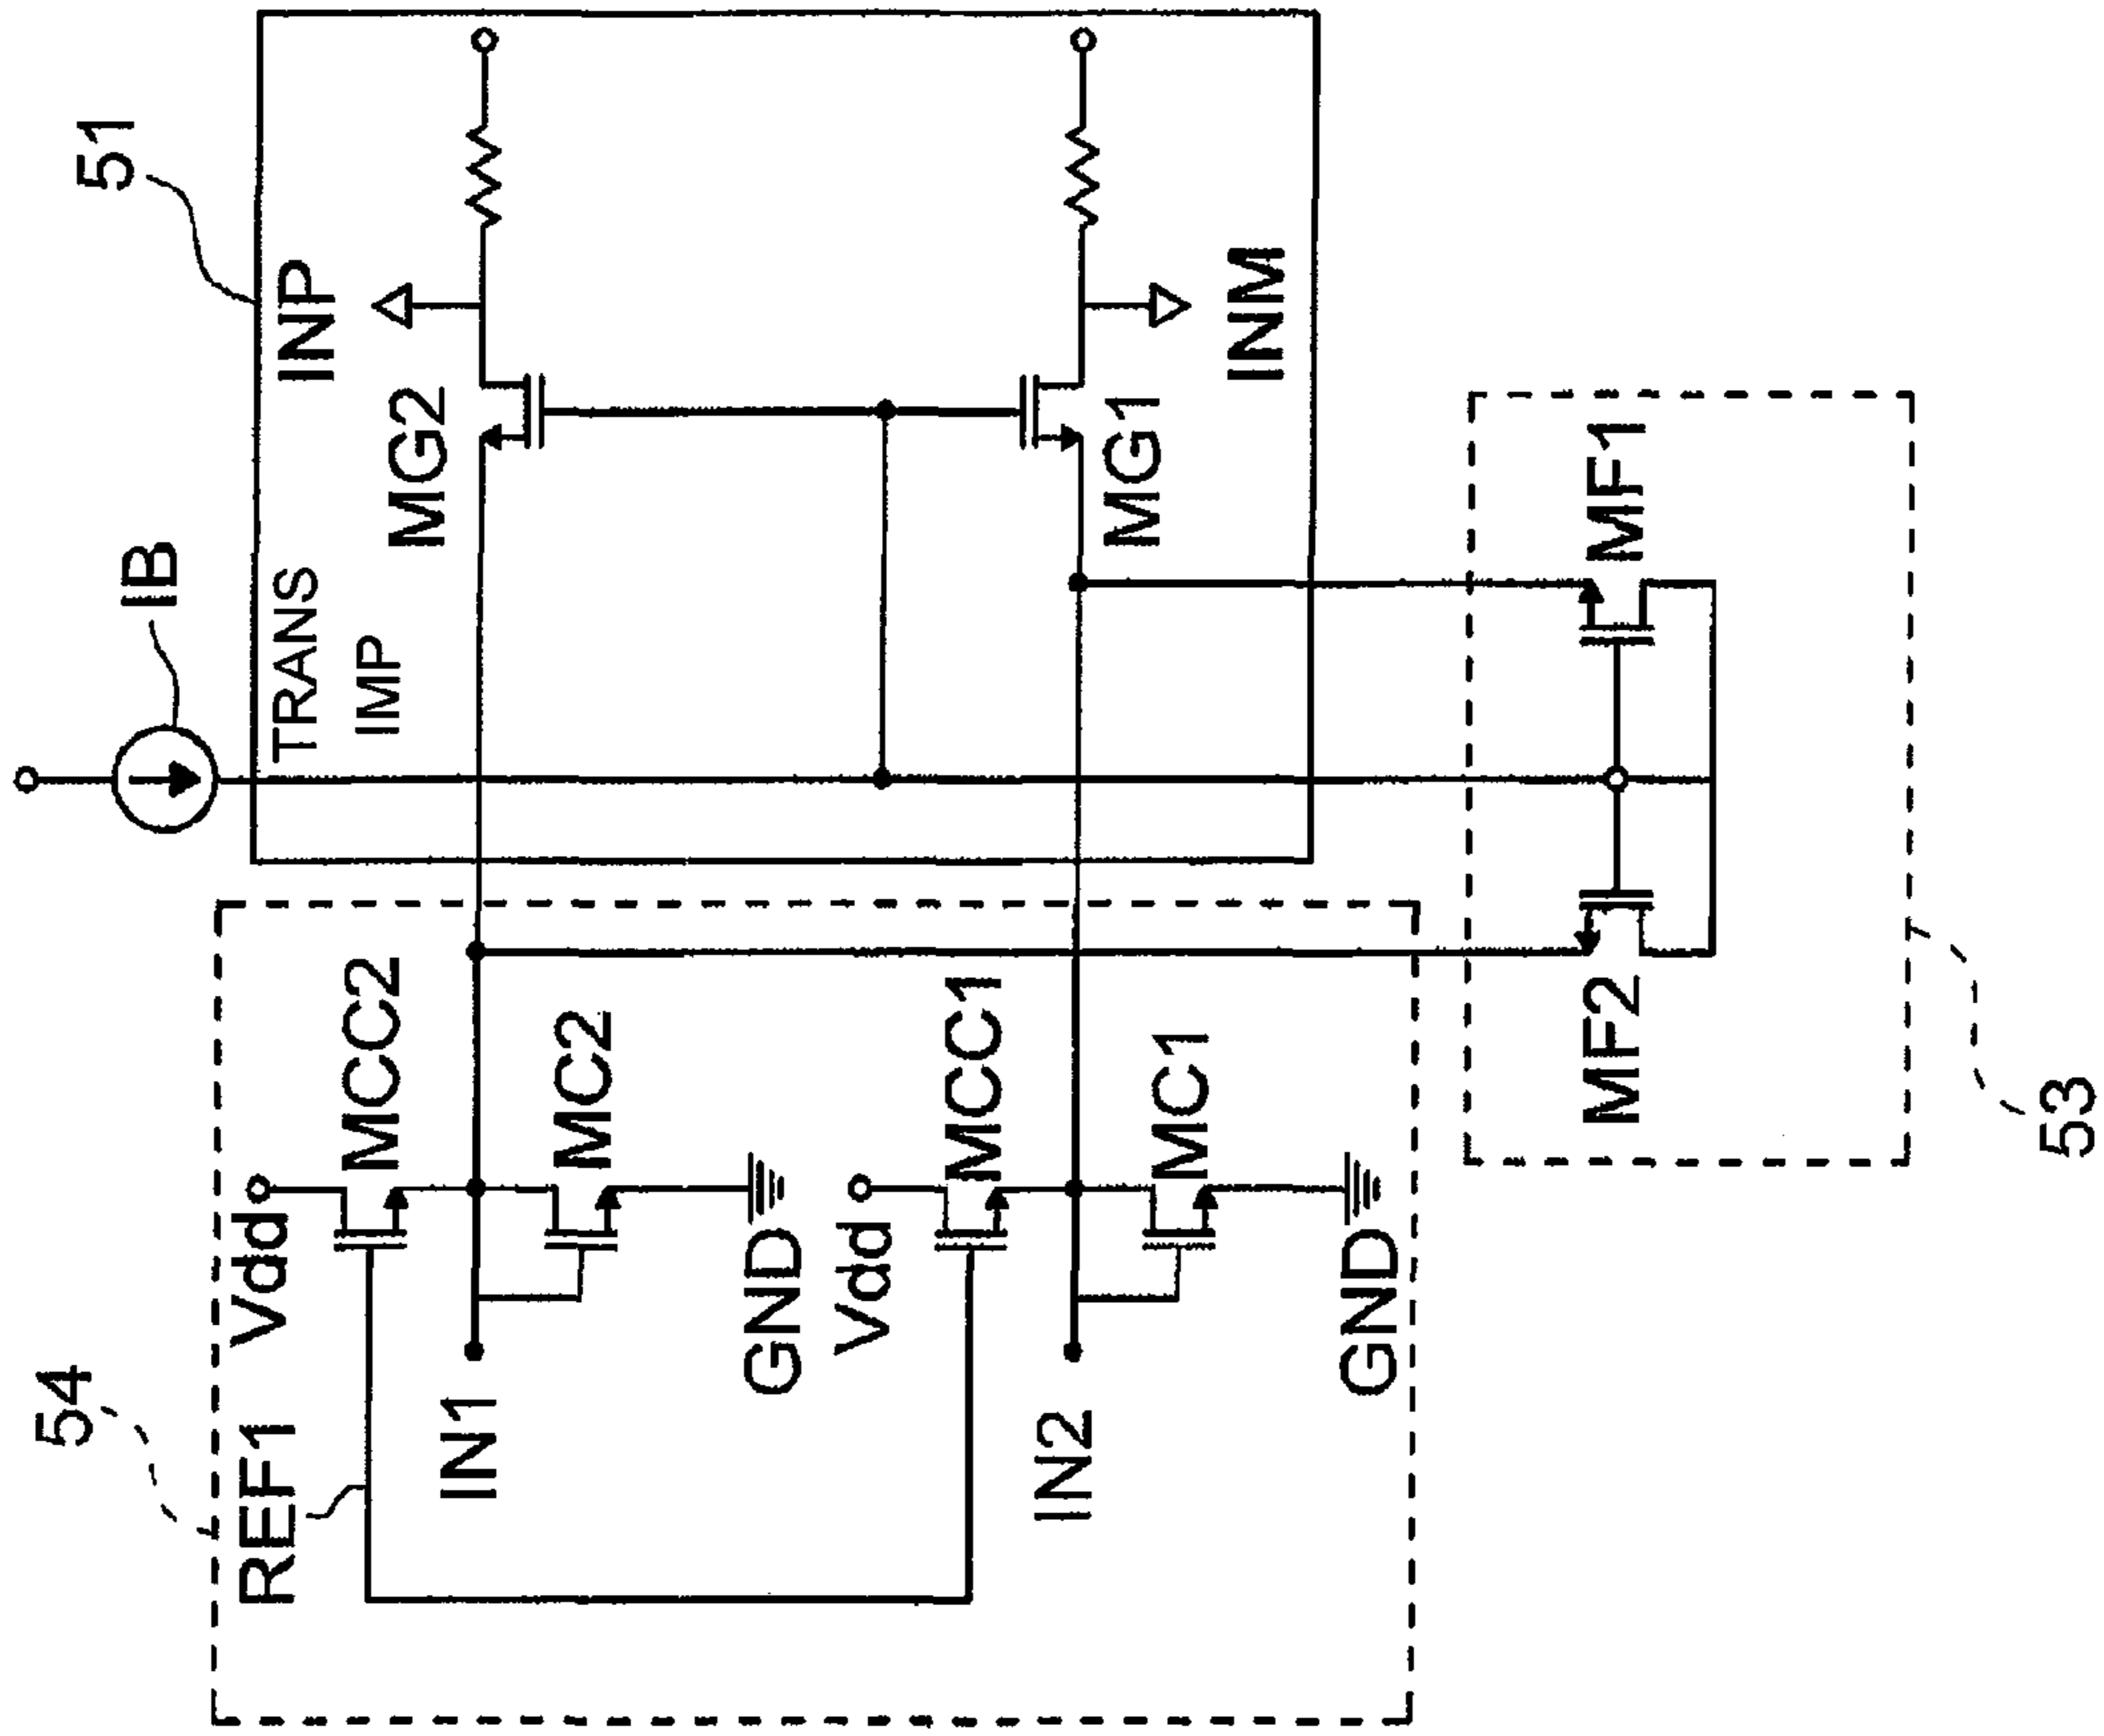 51
IB
INP
TRANS
IMP
MG2
MG1
INM
MF1
MF2
53
54
REF1
Vdd
MCC2
MC2
IN1
GND
Vdd
MCC1
MC1
IN2
GND